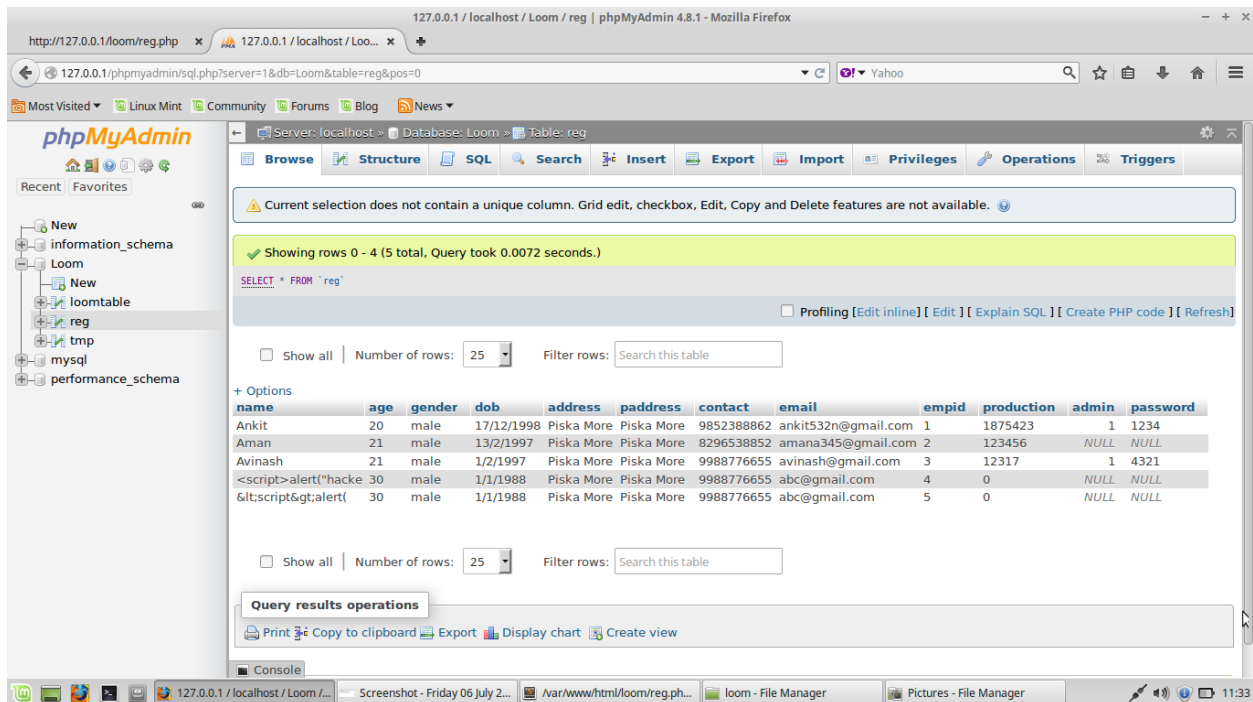 127.0.0.1 / localhost / Loom / reg | phpMyAdmin 4.8.1 - Mozilla Firefox
http://127.0.0.1/loom/reg.php
127.0.0.1 / localhost / Loo...
127.0.0.1/phpmyadmin/sql.php?server=1&db=Loom&table=reg&pos=0
Yahoo
Most Visited Linux Mint Community Forums Blog News
phpMyAdmin
Recent Favorites
New
information_schema
Loom
New
loomtable
reg
tmp
mysql
performance_schema
Server: localhost » Database: Loom » Table: reg
Browse Structure SQL Search Insert Export Import Privileges Operations Triggers
Current selection does not contain a unique column. Grid edit, checkbox, Edit, Copy and Delete features are not available.
Showing rows 0 - 4 (5 total, Query took 0.0072 seconds.)
SELECT * FROM `reg`
Profiling [Edit inline] [ Edit ] [ Explain SQL ] [ Create PHP code ] [ Refresh]
Show all | Number of rows: 25 Filter rows: Search this table
+ Options
name age gender dob address paddress contact email empid production admin password
Ankit 20 male 17/12/1998 Piska More Piska More 9852388862 ankit532n@gmail.com 1 1875423 1 1234
Aman 21 male 13/2/1997 Piska More Piska More 8296538852 amana345@gmail.com 2 123456 NULL NULL
Avinash 21 male 1/2/1997 Piska More Piska More 9988776655 avinash@gmail.com 3 12317 1 4321
<script>alert("hacke 30 male 1/1/1988 Piska More Piska More 9988776655 abc@gmail.com 4 0 NULL NULL
&lt;script&gt;alert( 30 male 1/1/1988 Piska More Piska More 9988776655 abc@gmail.com 5 0 NULL NULL
Show all | Number of rows: 25 Filter rows: Search this table
Query results operations
Print Copy to clipboard Export Display chart Create view
Console
127.0.0.1 / localhost / Loom /... Screenshot - Friday 06 July 2... /var/www/html/loom/reg.ph... loom - File Manager Pictures - File Manager 11:33